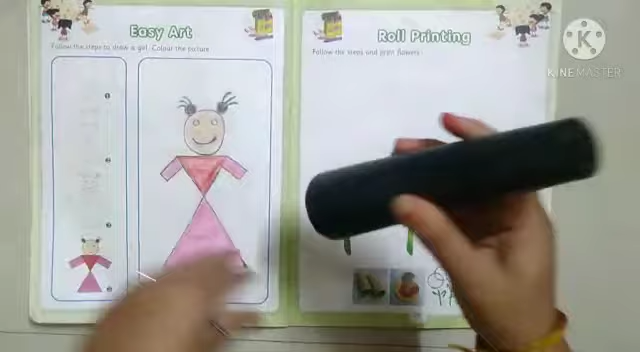 Easy Art
Follow the steps to draw a girl. Colour the picture.
Roll Printing
Follow the steps and print flowers.
KINEMASTER